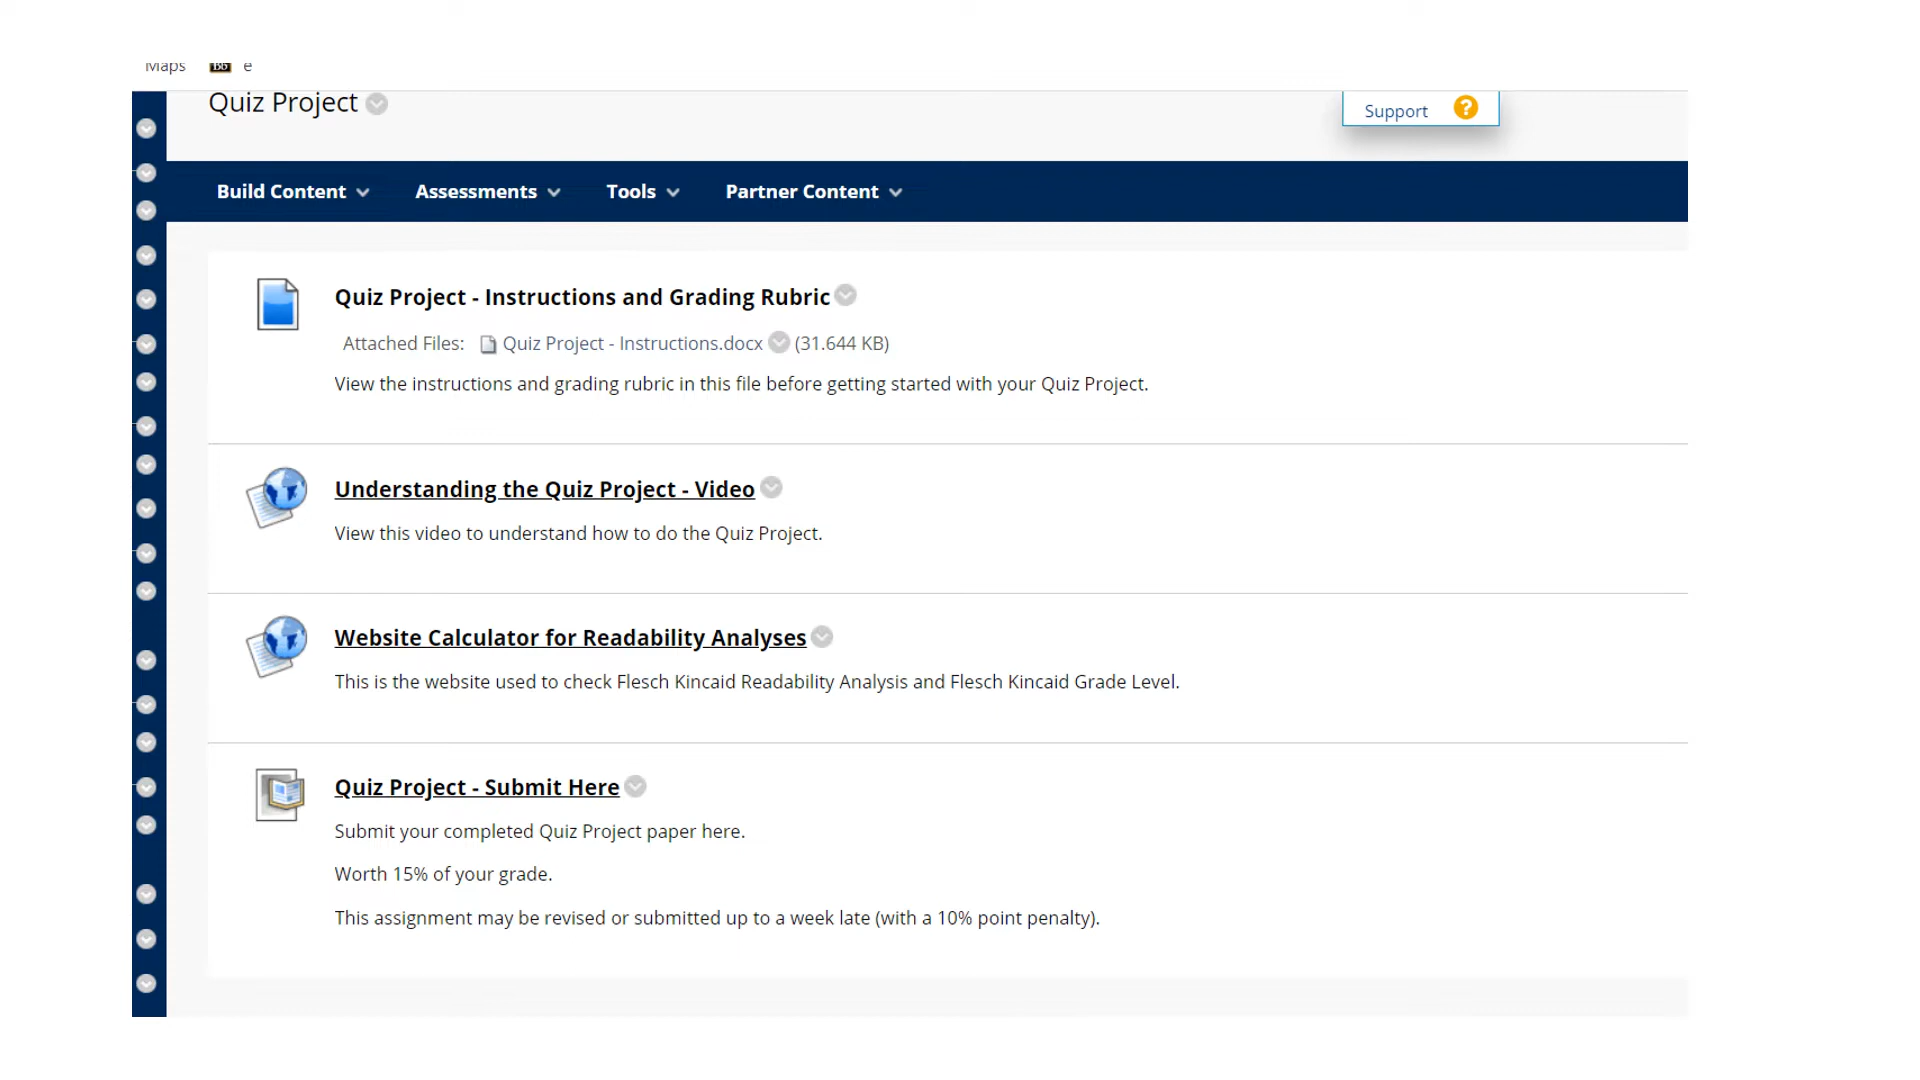 Maps Bb e
Quiz Project
Support ?
Build Content Assessments Tools Partner Content
Quiz Project - Instructions and Grading Rubric
Attached Files: Quiz Project - Instructions.docx (31.644 KB)
View the instructions and grading rubric in this file before getting started with your Quiz Project.
Understanding the Quiz Project - Video
View this video to understand how to do the Quiz Project.
Website Calculator for Readability Analyses
This is the website used to check Flesch Kincaid Readability Analysis and Flesch Kincaid Grade Level.
Quiz Project - Submit Here
Submit your completed Quiz Project paper here.
Worth 15% of your grade.
This assignment may be revised or submitted up to a week late (with a 10% point penalty).